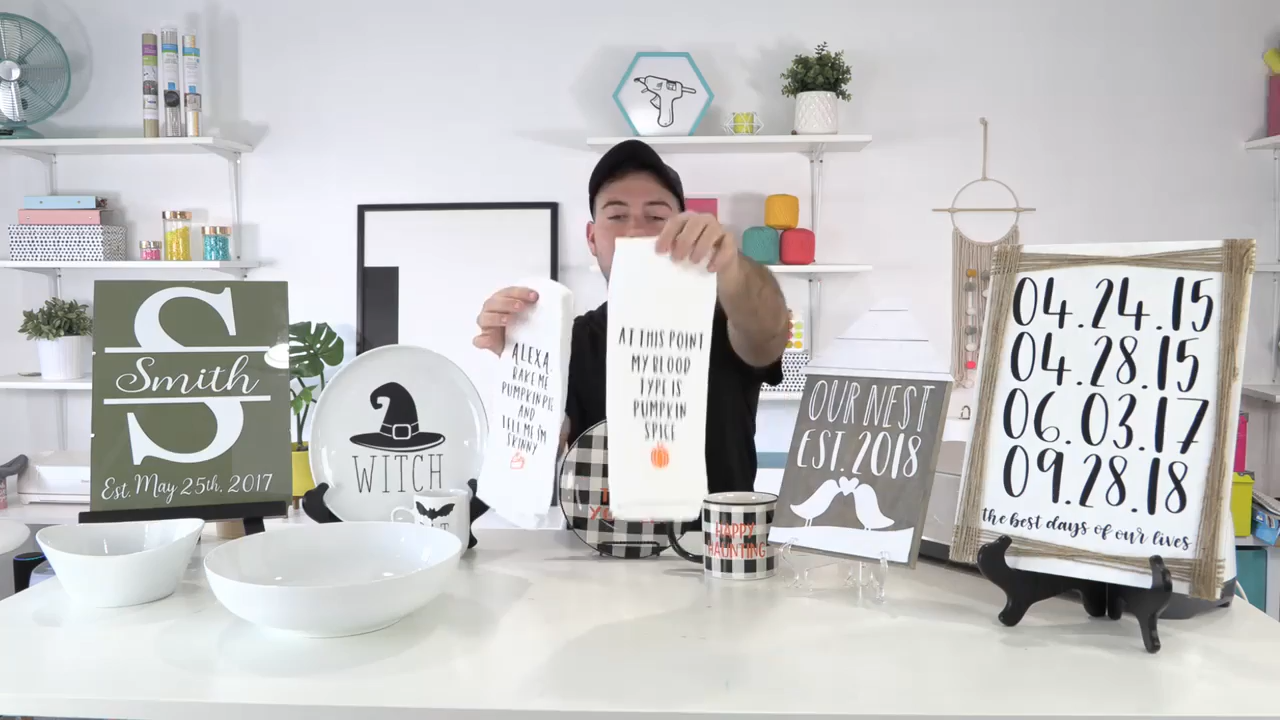 S
Smith
Est. May 25th, 2017
WITCH
ALEXA,
BAKE ME
PUMPKIN PIE
AND
TELL ME I'M
SKINNY
AT THIS POINT
MY BLOOD
TYPE IS
PUMPKIN
SPICE
HAPPY
HAUNTING
OUR NEST
EST. 2018
04.24.15
04.28.15
06.03.17
09.28.18
the best days of our lives